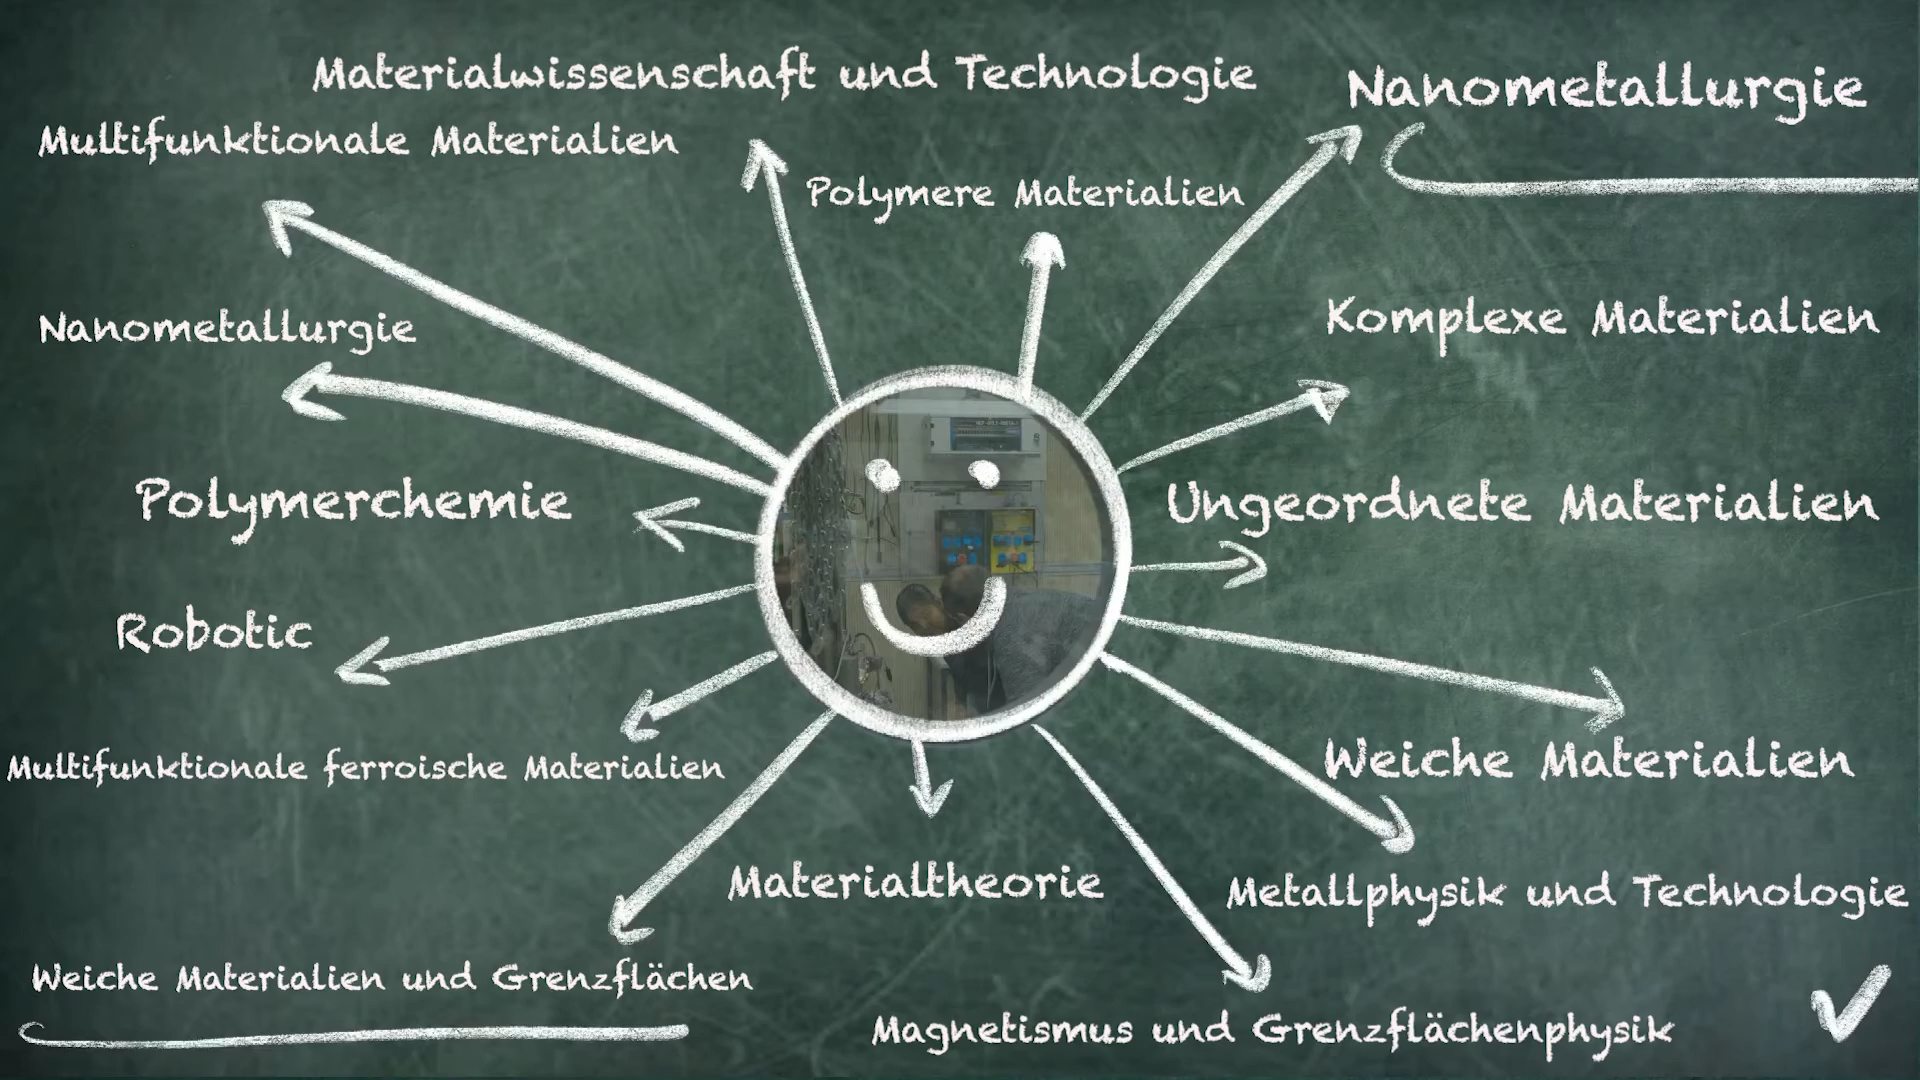 Materialwissenschaft und Technologie
Nanometallurgie
Multifunktionale Materialien
Polymere Materialien
Nanometallurgie
Komplexe Materialien
Polymerchemie
Ungeordnete Materialien
Robotic
Multifunktionale ferroische Materialien
Weiche Materialien
Materialtheorie
Metallphysik und Technologie
Weiche Materialien und Grenzflächen
Magnetismus und Grenzflächenphysik